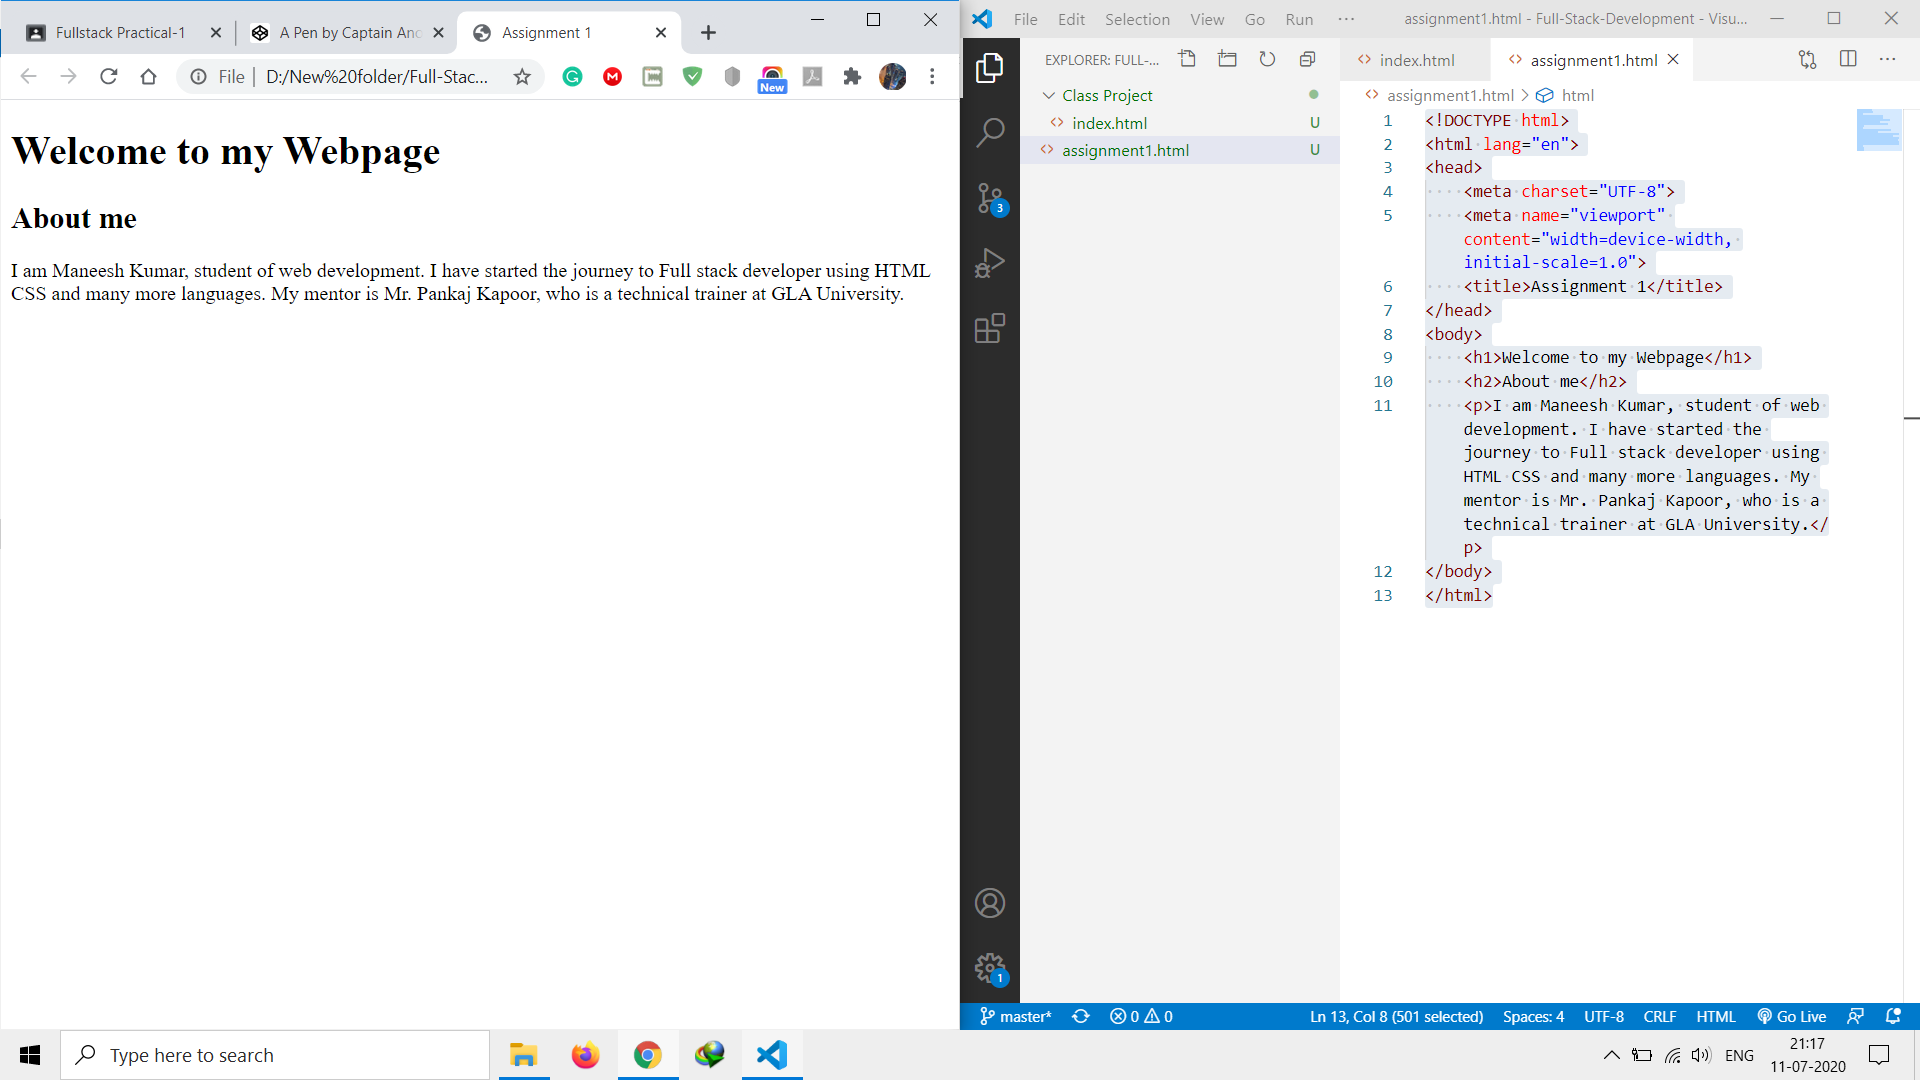 Fullstack Practical-1
A Pen by Captain Ano
Assignment 1
File | D:/New%20folder/Full-Stac...
New
Welcome to my Webpage
About me
I am Maneesh Kumar, student of web development. I have started the journey to Full stack developer using HTML
CSS and many more languages. My mentor is Mr. Pankaj Kapoor, who is a technical trainer at GLA University.
File Edit Selection View Go Run ...
assignment1.html - Full-Stack-Development - Visu...
EXPLORER: FULL-...
Class Project
index.html U
assignment1.html U
3
1
index.html
assignment1.html
assignment1.html > html
1 <!DOCTYPE html>
2 <html lang="en">
3 <head>
4 <meta charset="UTF-8">
5 <meta name="viewport"
content="width=device-width,
initial-scale=1.0">
6 <title>Assignment 1</title>
7 </head>
8 <body>
9 <h1>Welcome to my Webpage</h1>
10 <h2>About me</h2>
11 <p>I am Maneesh Kumar, student of web
development. I have started the
journey to Full stack developer using
HTML CSS and many more languages. My
mentor is Mr. Pankaj Kapoor, who is a
technical trainer at GLA University.</
p>
12 </body>
13 </html>
master* 0 0 Ln 13, Col 8 (501 selected) Spaces: 4 UTF-8 CRLF HTML Go Live
Type here to search
ENG
21:17
11-07-2020